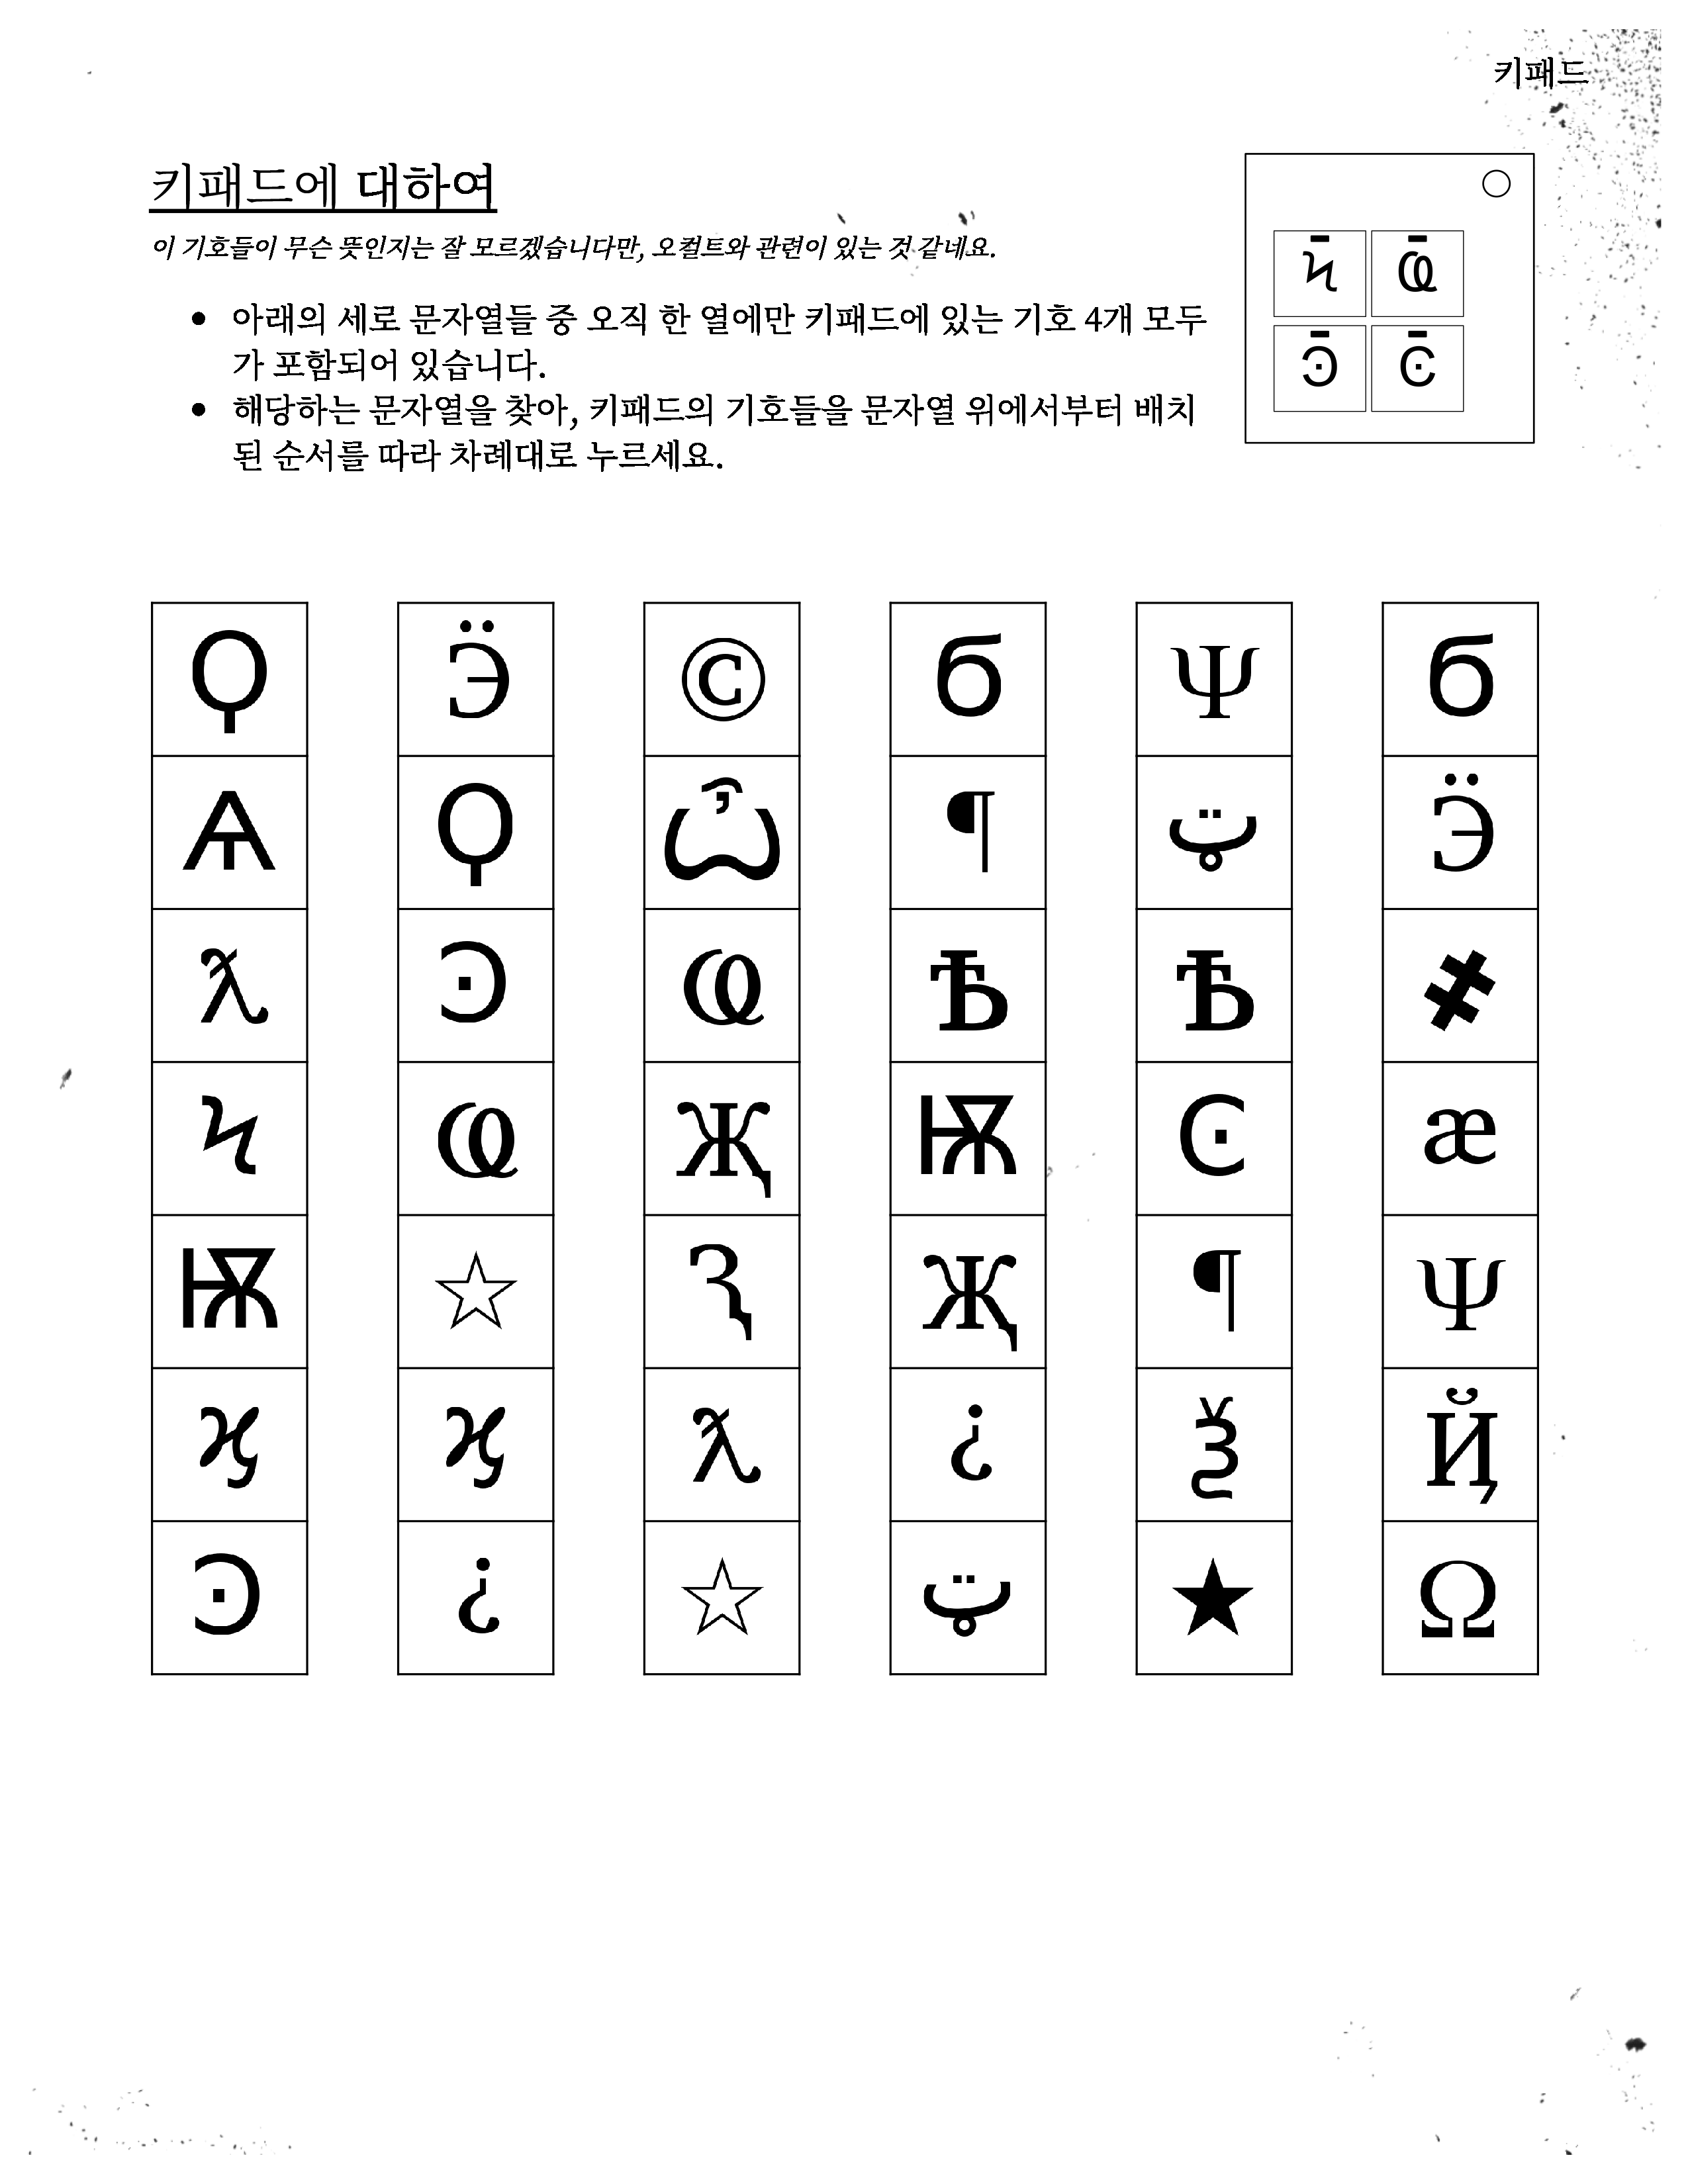 키패드
키패드에 대하여
이 기호들이 무슨 뜻인지는 잘 모르겠습니다만, 오컬트와 관련이 있는 것 같네요.
● 아래의 세로 문자열들 중 오직 한 열에만 키패드에 있는 기호 4개 모두
가 포함되어 있습니다.
● 해당하는 문자열을 찾아, 키패드의 기호들을 문자열 위에서부터 배치
된 순서를 따라 차례대로 누르세요.
Ϟ Ҩ
Ͽ Ͼ
Ϙ Ӭ © Ϭ Ψ Ϭ
Ѧ Ϙ Ѽ ¶ ټ Ӭ
ƛ Ͽ Ҩ Ѣ Ѣ ҂
Ϟ Ҩ Җ Ѭ Ͼ æ
Ѭ ☆ Ԇ Җ ¶ Ψ
ϗ ϗ ƛ ¿ Ѯ Ҋ
Ͽ ¿ ☆ ټ ★ Ω